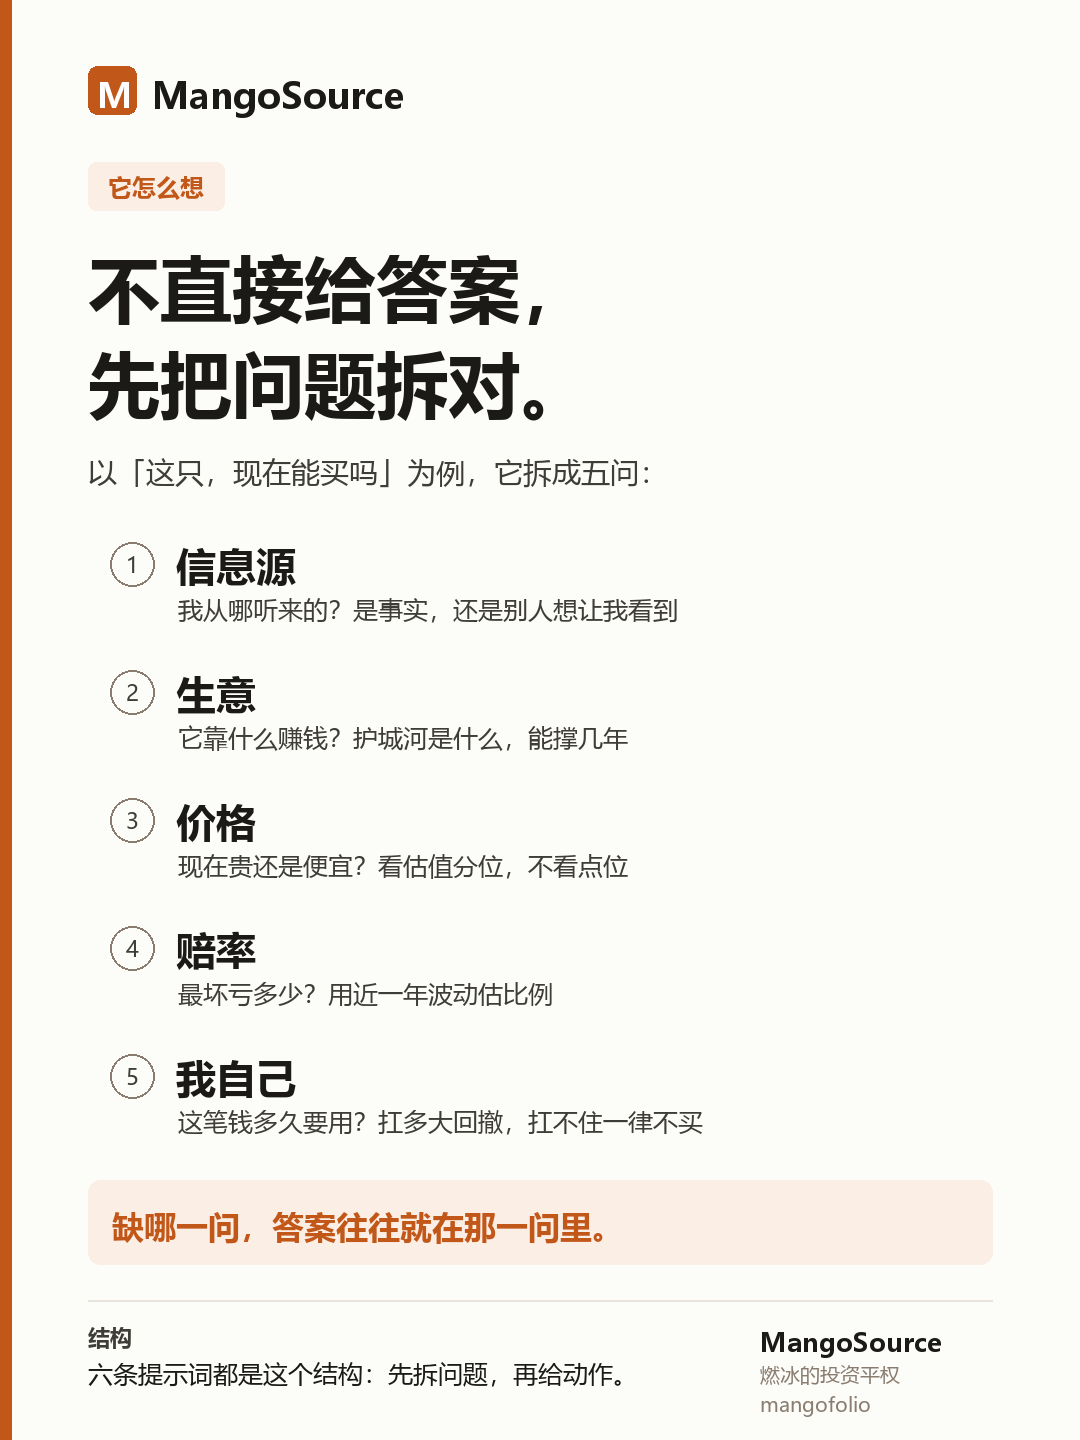 M MangoSource
它怎么想
不直接给答案，
先把问题拆对。
以「这只，现在能买吗」为例，它拆成五问：
1 信息源
我从哪听来的？是事实，还是别人想让我看到
2 生意
它靠什么赚钱？护城河是什么，能撑几年
3 价格
现在贵还是便宜？看估值分位，不看点位
4 赔率
最坏亏多少？用近一年波动估比例
5 我自己
这笔钱多久要用？扛多大回撤，扛不住一律不买
缺哪一问，答案往往就在那一问里。
结构
六条提示词都是这个结构：先拆问题，再给动作。
MangoSource
燃冰的投资平权
mangofolio